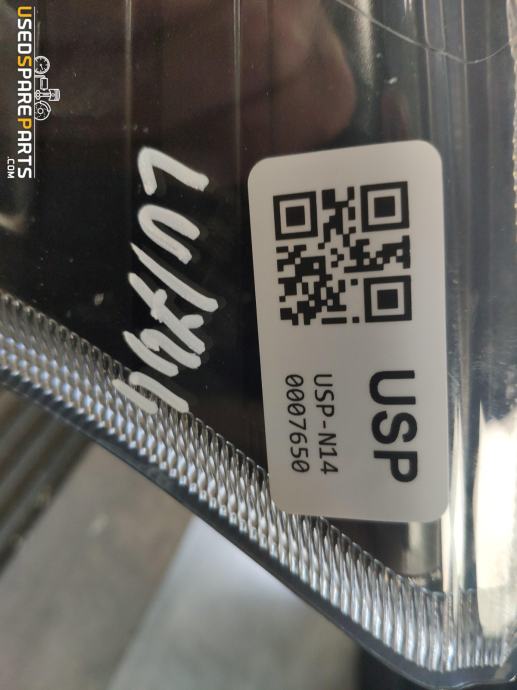 USEDSPAREPARTS
.COM
USP
USP-N14
0007650